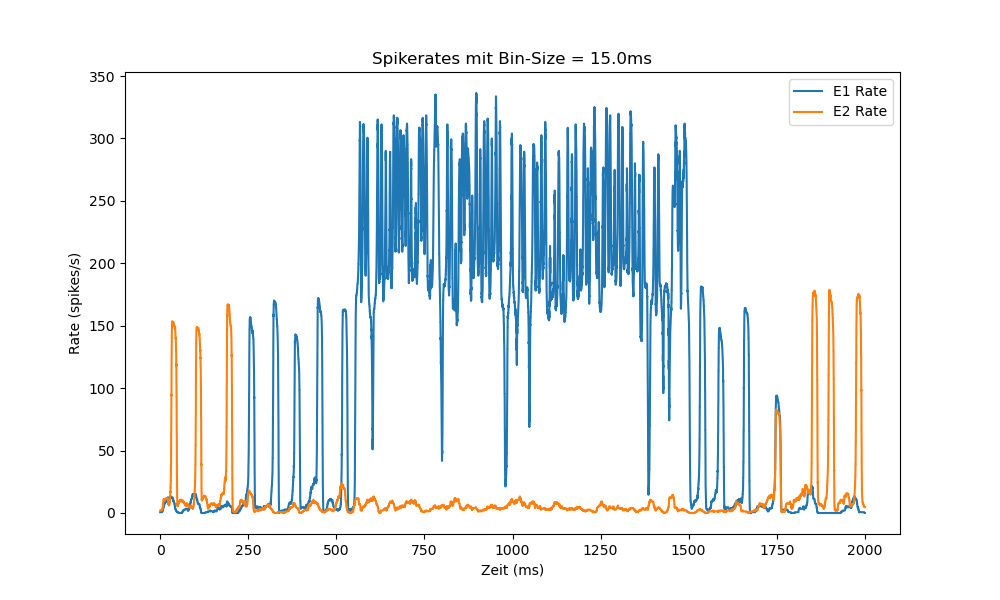 Spikerates mit Bin-Size = 15.0ms
E1 Rate
E2 Rate
350
300
250
200
150
100
50
0
Rate (spikes/s)
0 250 500 750 1000 1250 1500 1750 2000
Zeit (ms)